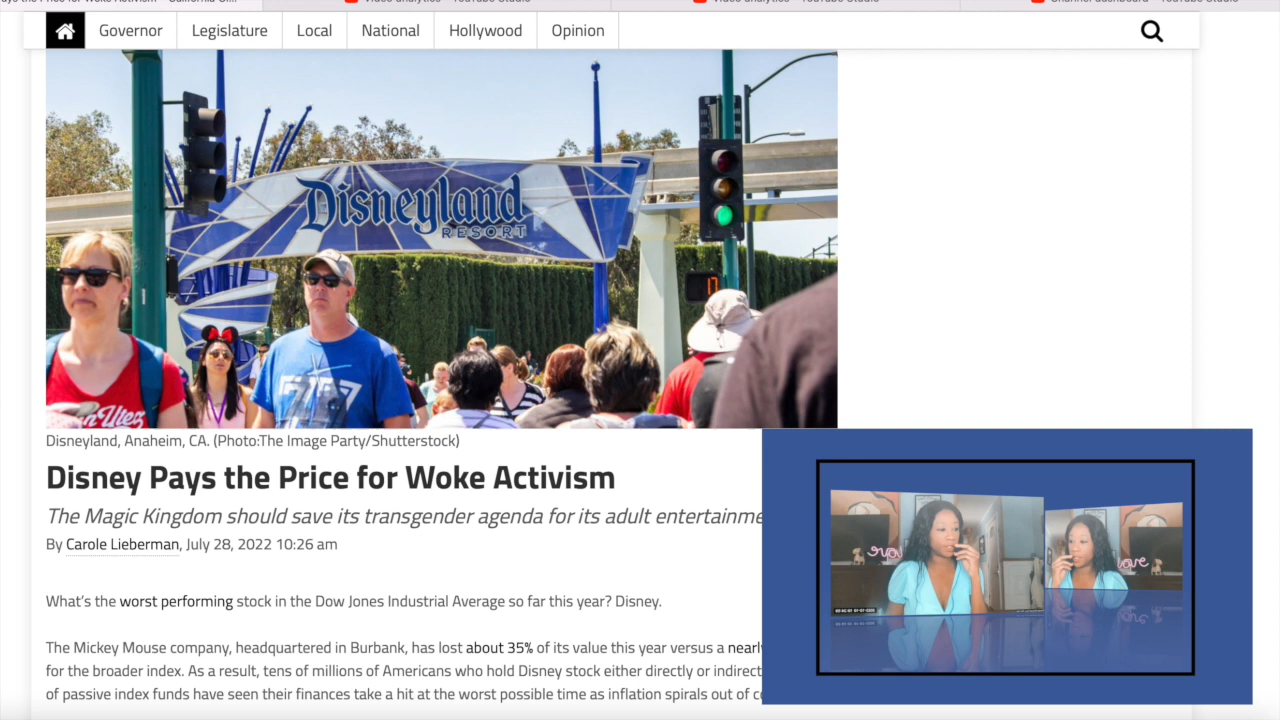 Governor Legislature Local National Hollywood Opinion
Disneyland
RESORT
Disneyland, Anaheim, CA. (Photo:The Image Party/Shutterstock)
Disney Pays the Price for Woke Activism
The Magic Kingdom should save its transgender agenda for its adult entertainme
By Carole Lieberman, July 28, 2022 10:26 am
What's the worst performing stock in the Dow Jones Industrial Average so far this year? Disney.
The Mickey Mouse company, headquartered in Burbank, has lost about 35% of its value this year versus a nearl
for the broader index. As a result, tens of millions of Americans who hold Disney stock either directly or indirect
of passive index funds have seen their finances take a hit at the worst possible time as inflation spirals out of c
love